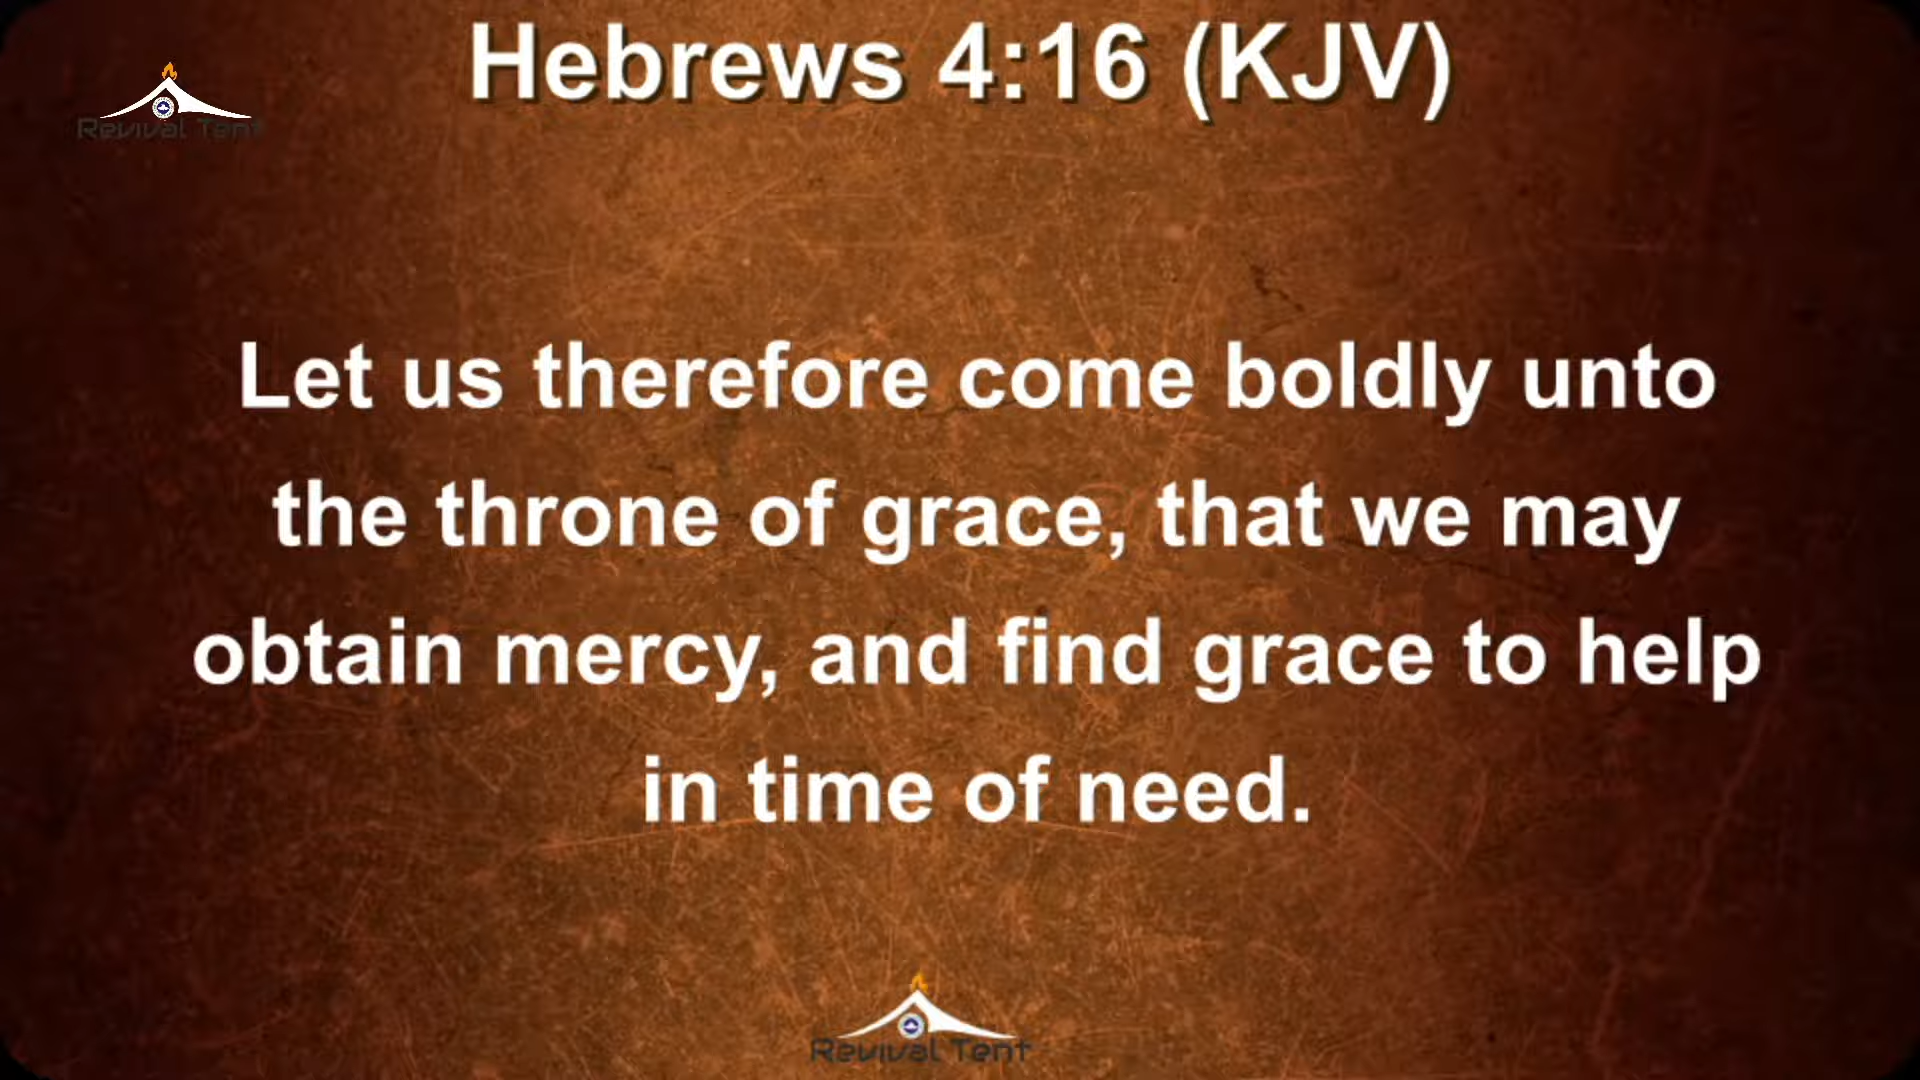 Hebrews 4:16 (KJV)
Revival Tent
Let us therefore come boldly unto
the throne of grace, that we may
obtain mercy, and find grace to help
in time of need.
Revival Tent